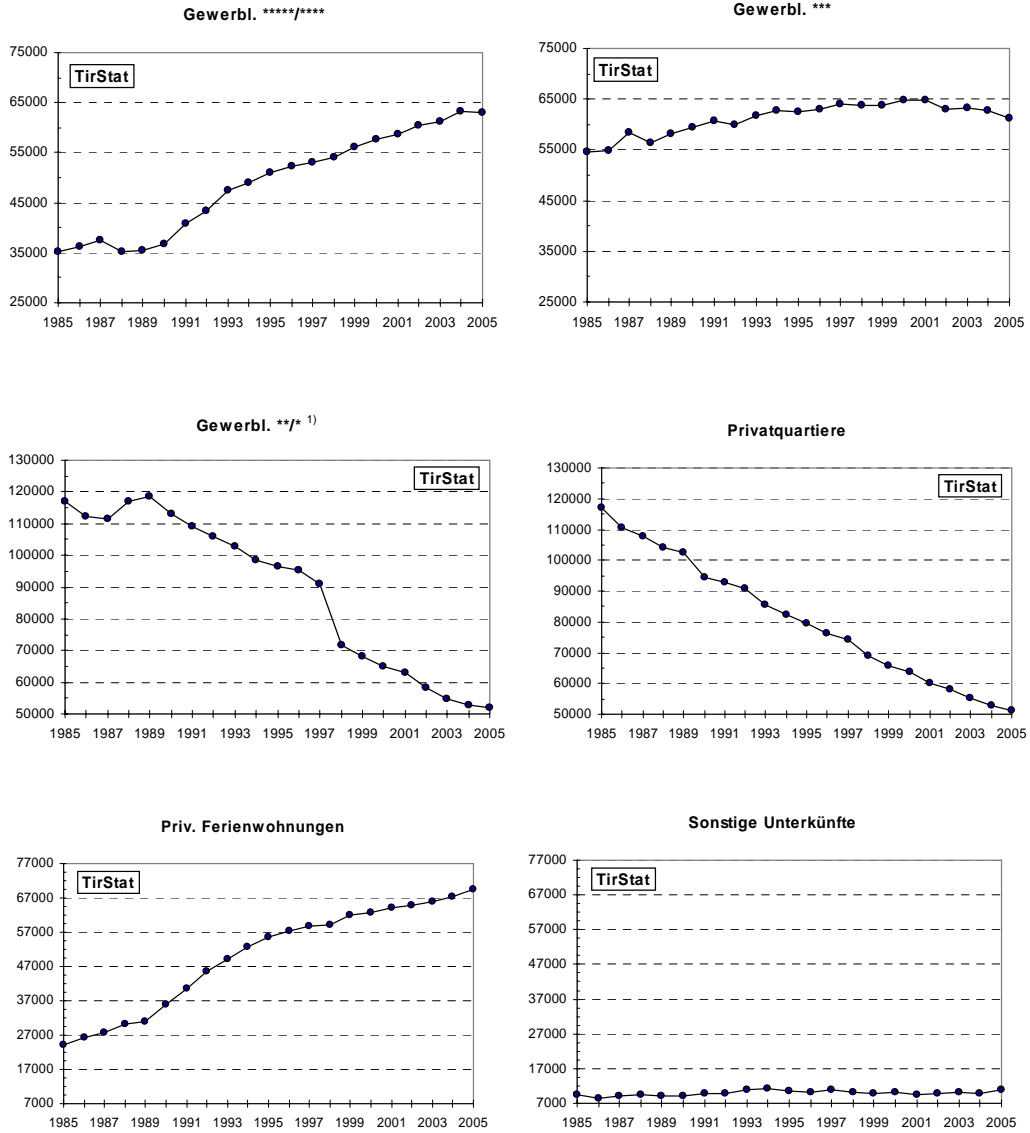 Gewerbl. *****/****
75000
TirStat
65000
55000
45000
35000
25000
1985 1987 1989 1991 1993 1995 1997 1999 2001 2003 2005
Gewerbl. ***
75000
TirStat
65000
55000
45000
35000
25000
1985 1987 1989 1991 1993 1995 1997 1999 2001 2003 2005
Gewerbl. **/* 1)
130000
TirStat
120000
110000
100000
90000
80000
70000
60000
50000
1985 1987 1989 1991 1993 1995 1997 1999 2001 2003 2005
Privatquartiere
130000
TirStat
120000
110000
100000
90000
80000
70000
60000
50000
1985 1987 1989 1991 1993 1995 1997 1999 2001 2003 2005
Priv. Ferienwohnungen
77000
TirStat
67000
57000
47000
37000
27000
17000
7000
1985 1987 1989 1991 1993 1995 1997 1999 2001 2003 2005
Sonstige Unterkünfte
77000
TirStat
67000
57000
47000
37000
27000
17000
7000
1985 1987 1989 1991 1993 1995 1997 1999 2001 2003 2005